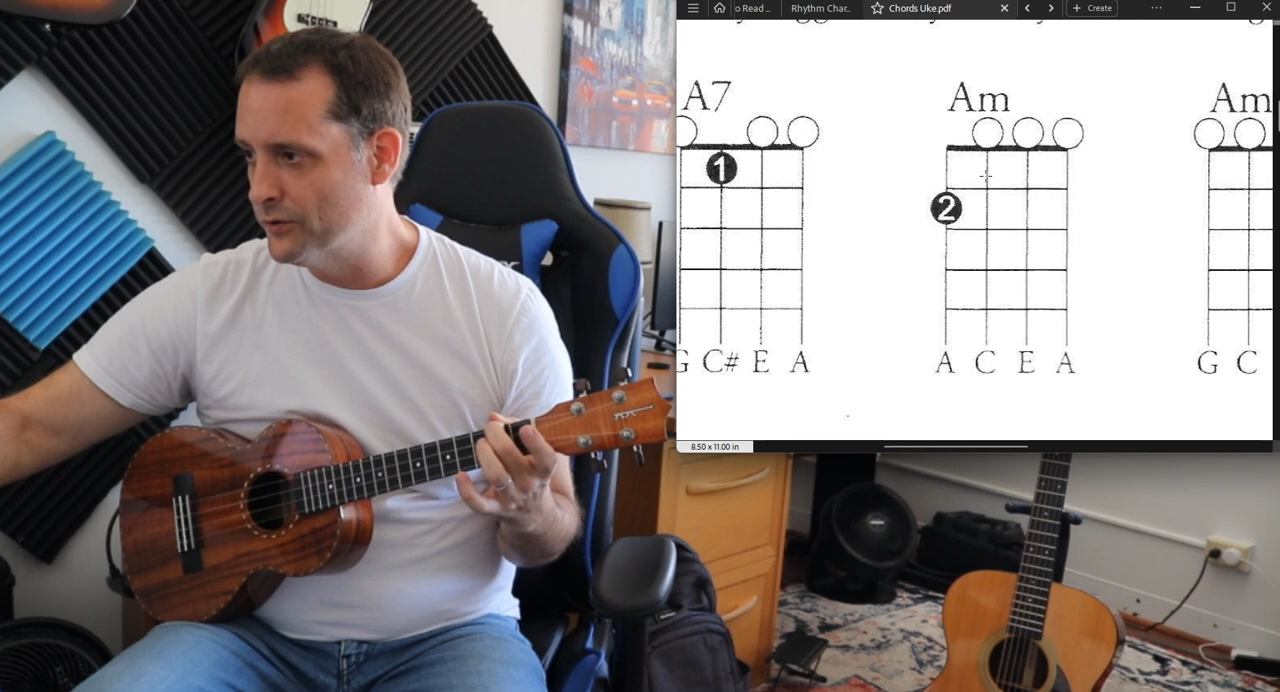 o Read ..
Rhythm Char...
Chords Uke.pdf
Create
A7
Am
Am
1
2
G C# E A
A C E A
G C
8.50 x 11.00 in